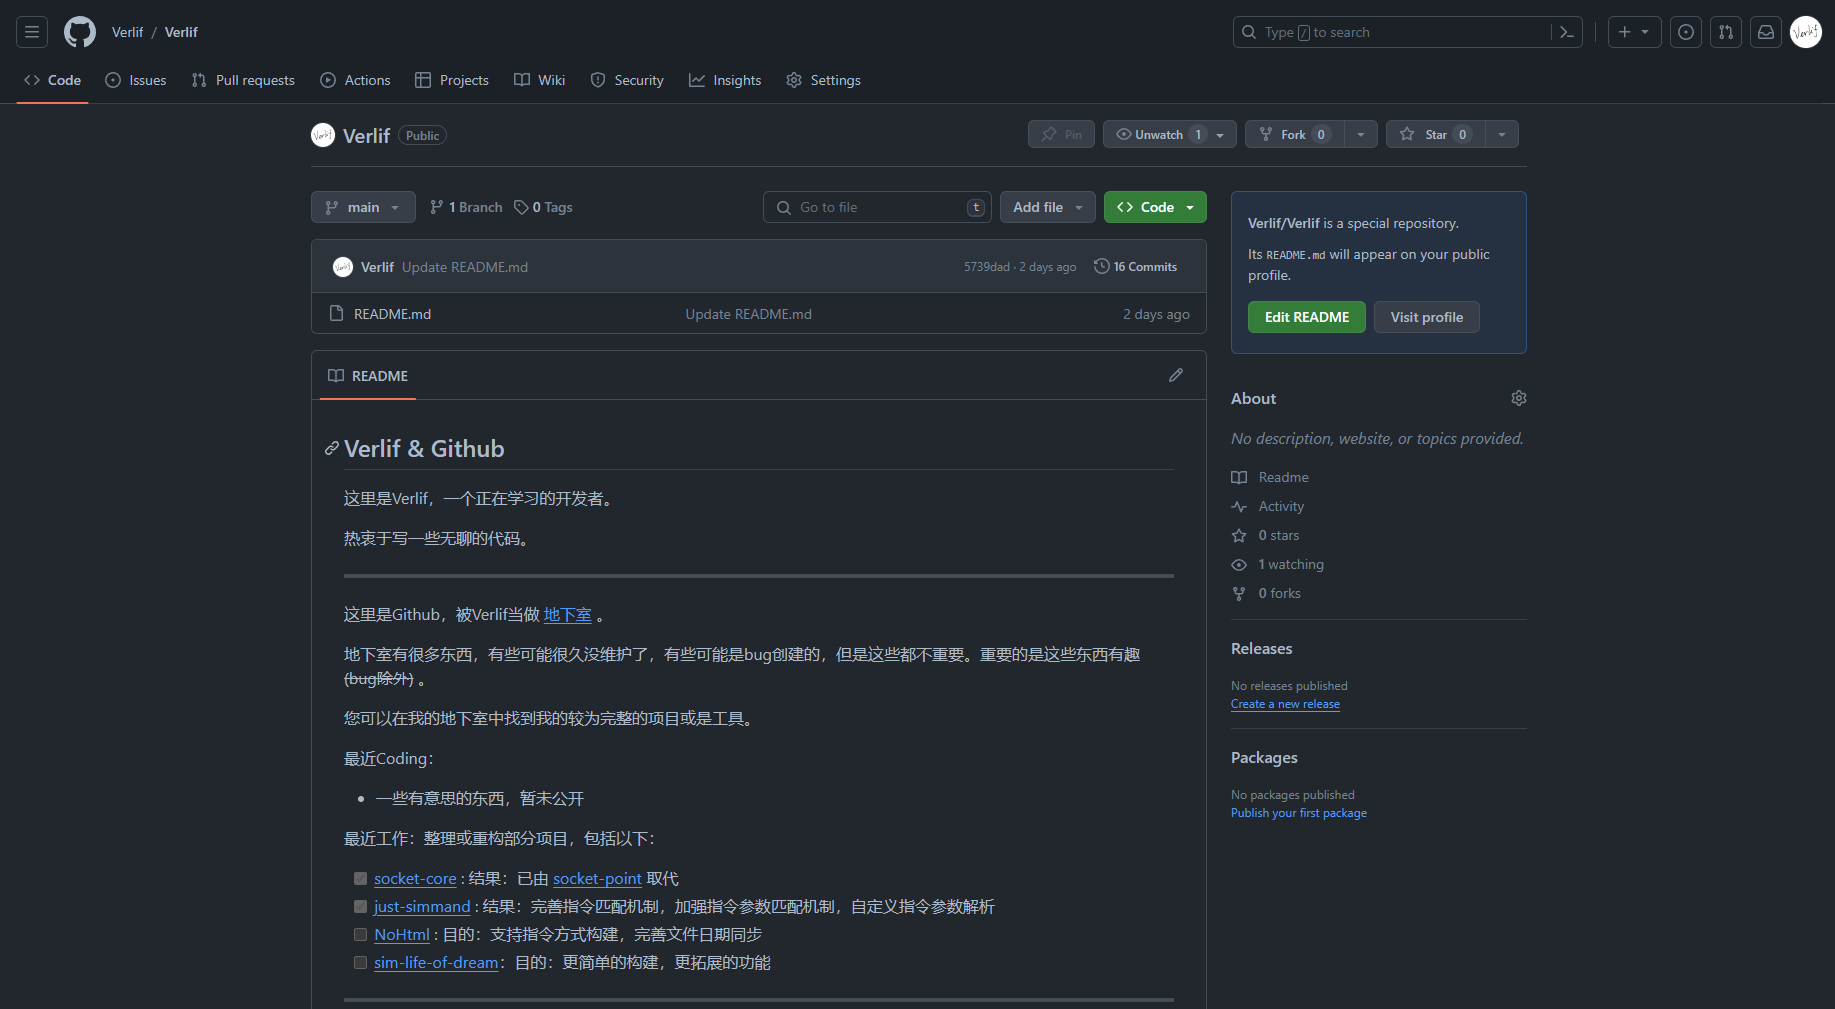 Verlif / Verlif
Type / to search
Code Issues Pull requests Actions Projects Wiki Security Insights Settings
Verlif Verlif Public
Pin Unwatch 1 Fork 0 Star 0
main 1 Branch 0 Tags Go to file t Add file Code
Verlif Verlif Update README.md 5739dad · 2 days ago 16 Commits
README.md Update README.md 2 days ago
README
Verlif & Github
这里是Verlif，一个正在学习的开发者。
热衷于写一些无聊的代码。
这里是Github，被Verlif当做 地下室 。
地下室有很多东西，有些可能很久没维护了，有些可能是bug创建的，但是这些都不重要。重要的是这些东西有趣
(bug除外) 。
您可以在我的地下室中找到我的较为完整的项目或是工具。
最近Coding：
一些有意思的东西，暂未公开
最近工作：整理或重构部分项目，包括以下：
socket-core : 结果：已由 socket-point 取代
just-simmand : 结果：完善指令匹配机制，加强指令参数匹配机制，自定义指令参数解析
NoHtml : 目的：支持指令方式构建，完善文件日期同步
sim-life-of-dream：目的：更简单的构建，更拓展的功能
Verlif/Verlif is a special repository.
Its README.md will appear on your public
profile.
Edit README Visit profile
About
No description, website, or topics provided.
Readme
Activity
0 stars
1 watching
0 forks
Releases
No releases published
Create a new release
Packages
No packages published
Publish your first package